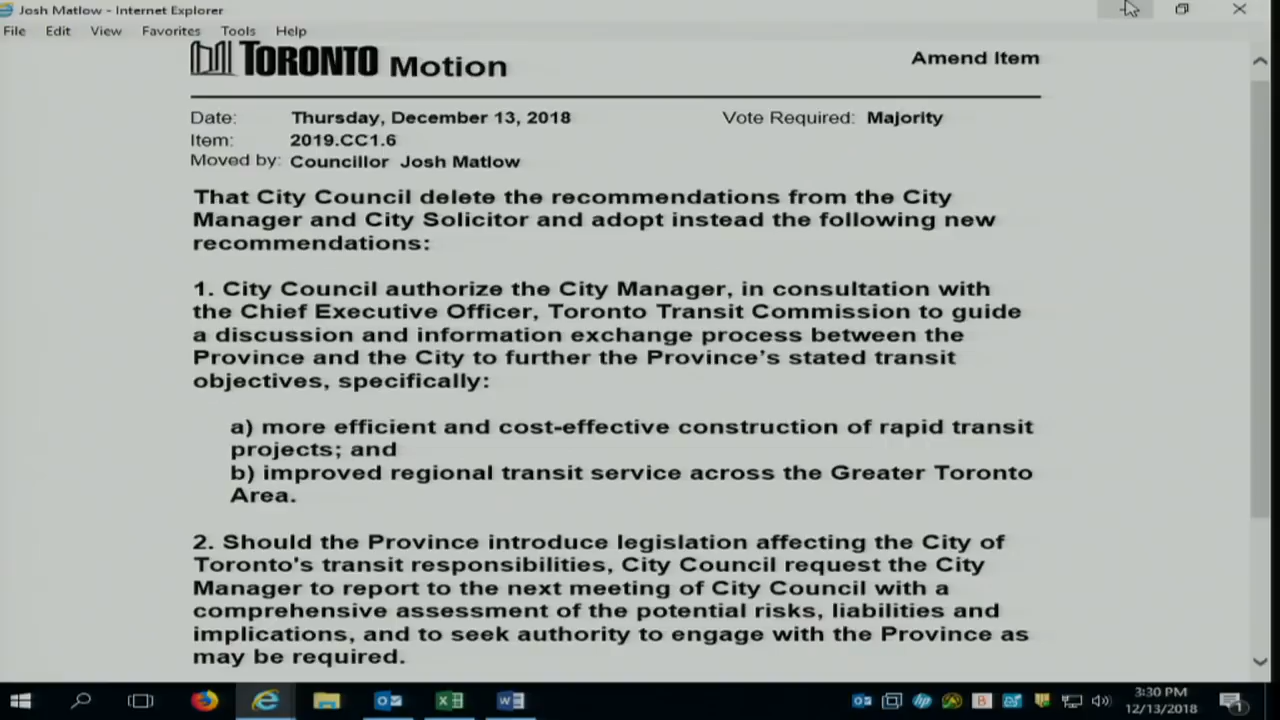 Josh Matlow - Internet Explorer
File Edit View Favorites Tools Help
TORONTO Motion
Amend Item
Date: Thursday, December 13, 2018 Vote Required: Majority
Item: 2019.CC1.6
Moved by: Councillor Josh Matlow
That City Council delete the recommendations from the City
Manager and City Solicitor and adopt instead the following new
recommendations:
1. City Council authorize the City Manager, in consultation with
the Chief Executive Officer, Toronto Transit Commission to guide
a discussion and information exchange process between the
Province and the City to further the Province's stated transit
objectives, specifically:
a) more efficient and cost-effective construction of rapid transit
projects; and
b) improved regional transit service across the Greater Toronto
Area.
2. Should the Province introduce legislation affecting the City of
Toronto's transit responsibilities, City Council request the City
Manager to report to the next meeting of City Council with a
comprehensive assessment of the potential risks, liabilities and
implications, and to seek authority to engage with the Province as
may be required.
3:30 PM
12/13/2018